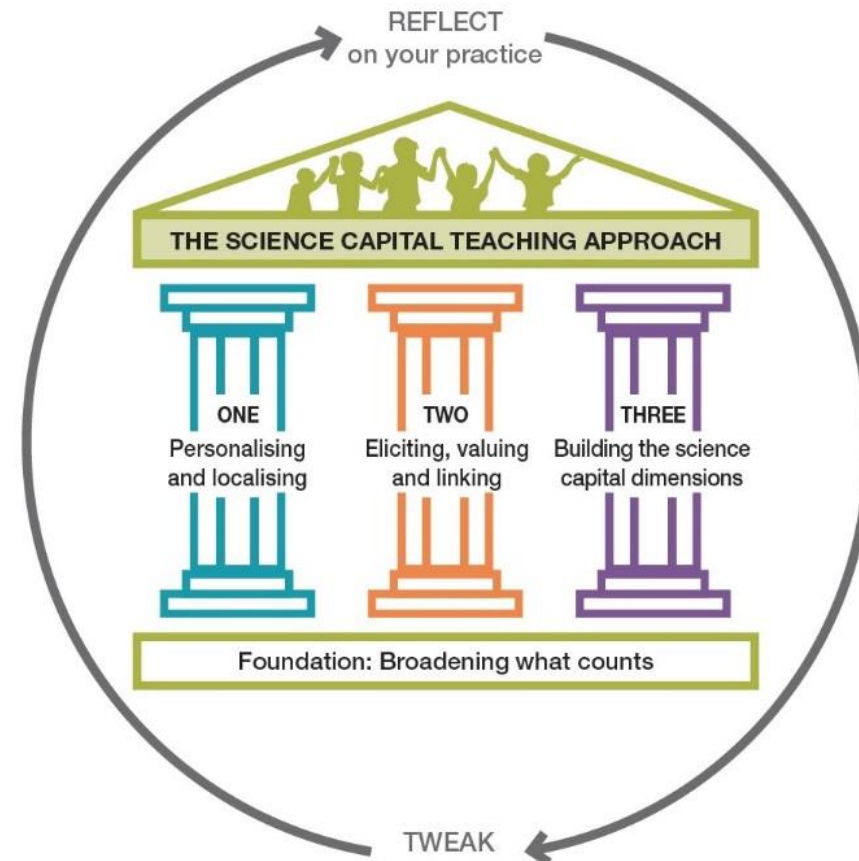 REFLECT
on your practice
THE SCIENCE CAPITAL TEACHING APPROACH
ONE
Personalising
and localising
TWO
Eliciting, valuing
and linking
THREE
Building the science
capital dimensions
Foundation: Broadening what counts
TWEAK